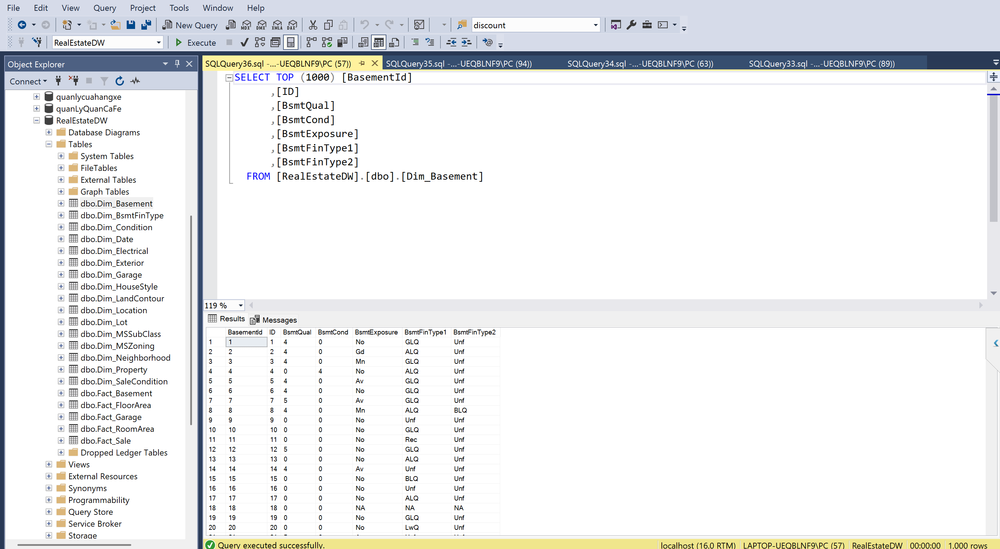 File Edit View Query Project Tools Window Help
New Query MDX DMX XMLA DAX discount
RealEstateDW Execute
Object Explorer
Connect
quanlycuahangxe
quanLyQuanCaFe
RealEstateDW
Database Diagrams
Tables
System Tables
FileTables
External Tables
Graph Tables
dbo.Dim_Basement
dbo.Dim_BsmtFinType
dbo.Dim_Condition
dbo.Dim_Date
dbo.Dim_Electrical
dbo.Dim_Exterior
dbo.Dim_Garage
dbo.Dim_HouseStyle
dbo.Dim_LandContour
dbo.Dim_Location
dbo.Dim_Lot
dbo.Dim_MSSubClass
dbo.Dim_MSZoning
dbo.Dim_Neighborhood
dbo.Dim_Property
dbo.Dim_SaleCondition
dbo.Fact_Basement
dbo.Fact_FloorArea
dbo.Fact_Garage
dbo.Fact_RoomArea
dbo.Fact_Sale
Dropped Ledger Tables
Views
External Resources
Synonyms
Programmability
Query Store
Service Broker
Storage
SQLQuery36.sql -...-UEQBLNF9\PC (57)) SQLQuery35.sql -...-UEQBLNF9\PC (94)) SQLQuery34.sql -...-UEQBLNF9\PC (63)) SQLQuery33.sql -...-UEQBLNF9\PC (89))
SELECT TOP (1000) [BasementId]
,[ID]
,[BsmtQual]
,[BsmtCond]
,[BsmtExposure]
,[BsmtFinType1]
,[BsmtFinType2]
FROM [RealEstateDW].[dbo].[Dim_Basement]
119 %
Results Messages
BasementId ID BsmtQual BsmtCond BsmtExposure BsmtFinType1 BsmtFinType2
1 1 1 4 0 No GLQ Unf
2 2 2 4 0 Gd ALQ Unf
3 3 3 4 0 Mn GLQ Unf
4 4 4 0 4 No ALQ Unf
5 5 5 4 0 Av GLQ Unf
6 6 6 4 0 No GLQ Unf
7 7 7 5 0 Av GLQ Unf
8 8 8 4 0 Mn ALQ BLQ
9 9 9 0 0 No Unf Unf
10 10 10 0 0 No GLQ Unf
11 11 11 0 0 No Rec Unf
12 12 12 5 0 No GLQ Unf
13 13 13 0 0 No ALQ Unf
14 14 14 4 0 Av Unf Unf
15 15 15 0 0 No BLQ Unf
16 16 16 0 0 No Unf Unf
17 17 17 0 0 No ALQ Unf
18 18 18 0 0 NA NA NA
19 19 19 0 0 No GLQ Unf
20 20 20 0 0 No LwQ Unf
Query executed successfully. localhost (16.0 RTM) LAPTOP-UEQBLNF9\PC (57) RealEstateDW 00:00:00 1,000 rows